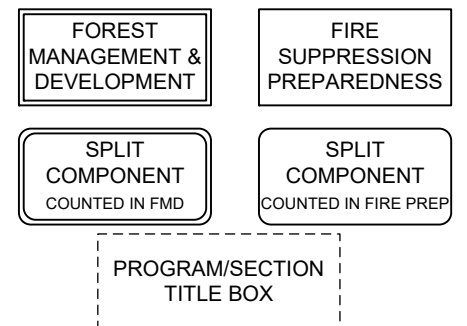 FOREST
MANAGEMENT &
DEVELOPMENT
FIRE
SUPPRESSION
PREPAREDNESS
SPLIT
COMPONENT
COUNTED IN FMD
SPLIT
COMPONENT
COUNTED IN FIRE PREP
PROGRAM/SECTION
TITLE BOX